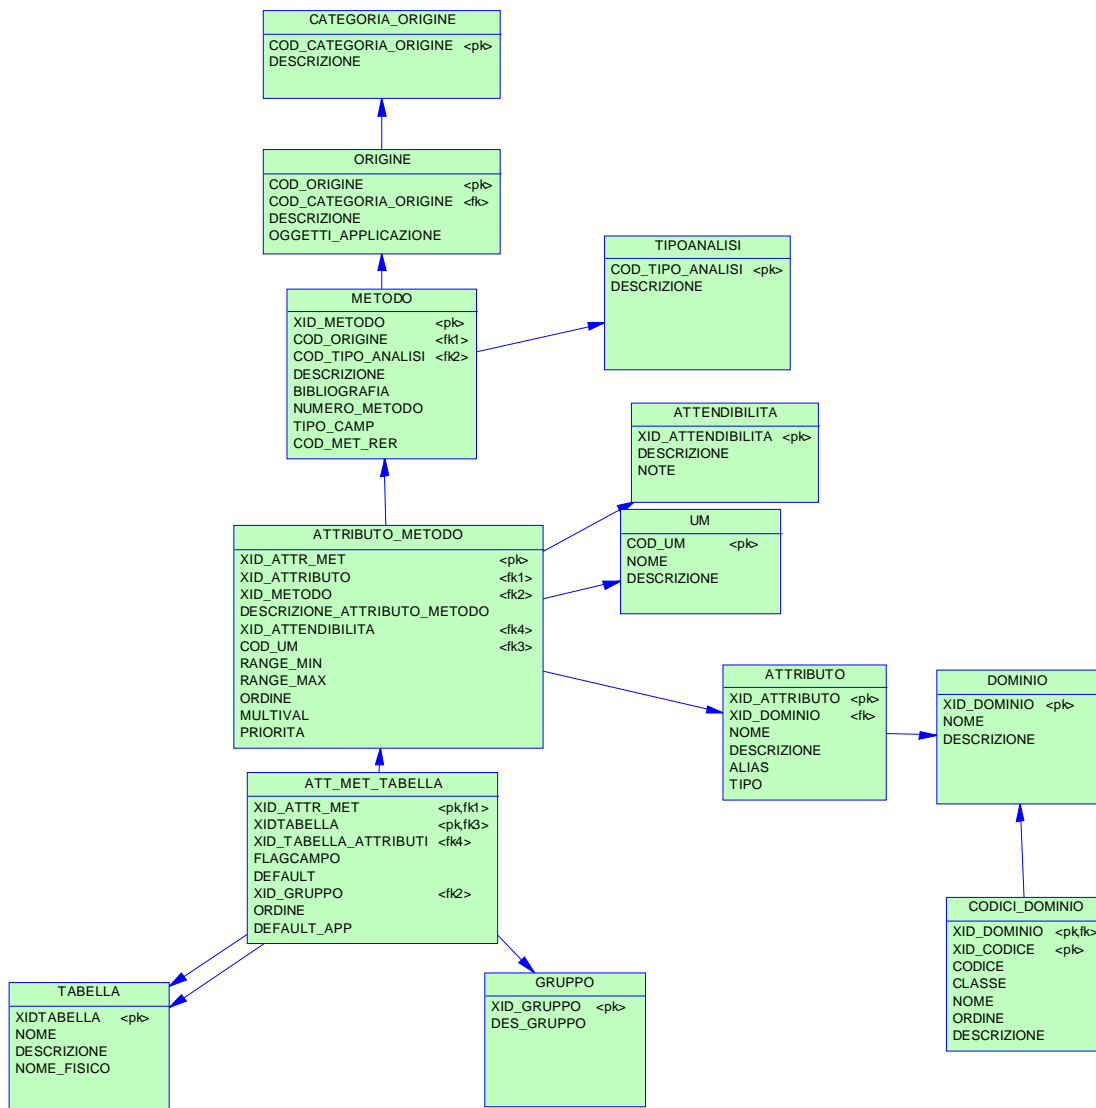 CATEGORIA_ORIGINE
COD_CATEGORIA_ORIGINE <pk>
DESCRIZIONE
ORIGINE
COD_ORIGINE <pk>
COD_CATEGORIA_ORIGINE <fk>
DESCRIZIONE
OGGETTI_APPLICAZIONE
TIPOANALISI
COD_TIPO_ANALISI <pk>
DESCRIZIONE
METODO
XID_METODO <pk>
COD_ORIGINE <fk1>
COD_TIPO_ANALISI <fk2>
DESCRIZIONE
BIBLIOGRAFIA
NUMERO_METODO
TIPO_CAMP
COD_MET_RER
ATTENDIBILITA
XID_ATTENDIBILITA <pk>
DESCRIZIONE
NOTE
UM
COD_UM <pk>
NOME
DESCRIZIONE
ATTRIBUTO_METODO
XID_ATTR_MET <pk>
XID_ATTRIBUTO <fk1>
XID_METODO <fk2>
DESCRIZIONE_ATTRIBUTO_METODO
XID_ATTENDIBILITA <fk4>
COD_UM <fk3>
RANGE_MIN
RANGE_MAX
ORDINE
MULTIVAL
PRIORITA
ATTRIBUTO
XID_ATTRIBUTO <pk>
XID_DOMINIO <fk>
NOME
DESCRIZIONE
ALIAS
TIPO
DOMINIO
XID_DOMINIO <pk>
NOME
DESCRIZIONE
ATT_MET_TABELLA
XID_ATTR_MET <pk,fk1>
XIDTABELLA <pk,fk3>
XID_TABELLA_ATTRIBUTI <fk4>
FLAGCAMPO
DEFAULT
XID_GRUPPO <fk2>
ORDINE
DEFAULT_APP
CODICI_DOMINIO
XID_DOMINIO <pk,fk>
XID_CODICE <pk>
CODICE
CLASSE
NOME
ORDINE
DESCRIZIONE
TABELLA
XIDTABELLA <pk>
NOME
DESCRIZIONE
NOME_FISICO
GRUPPO
XID_GRUPPO <pk>
DES_GRUPPO